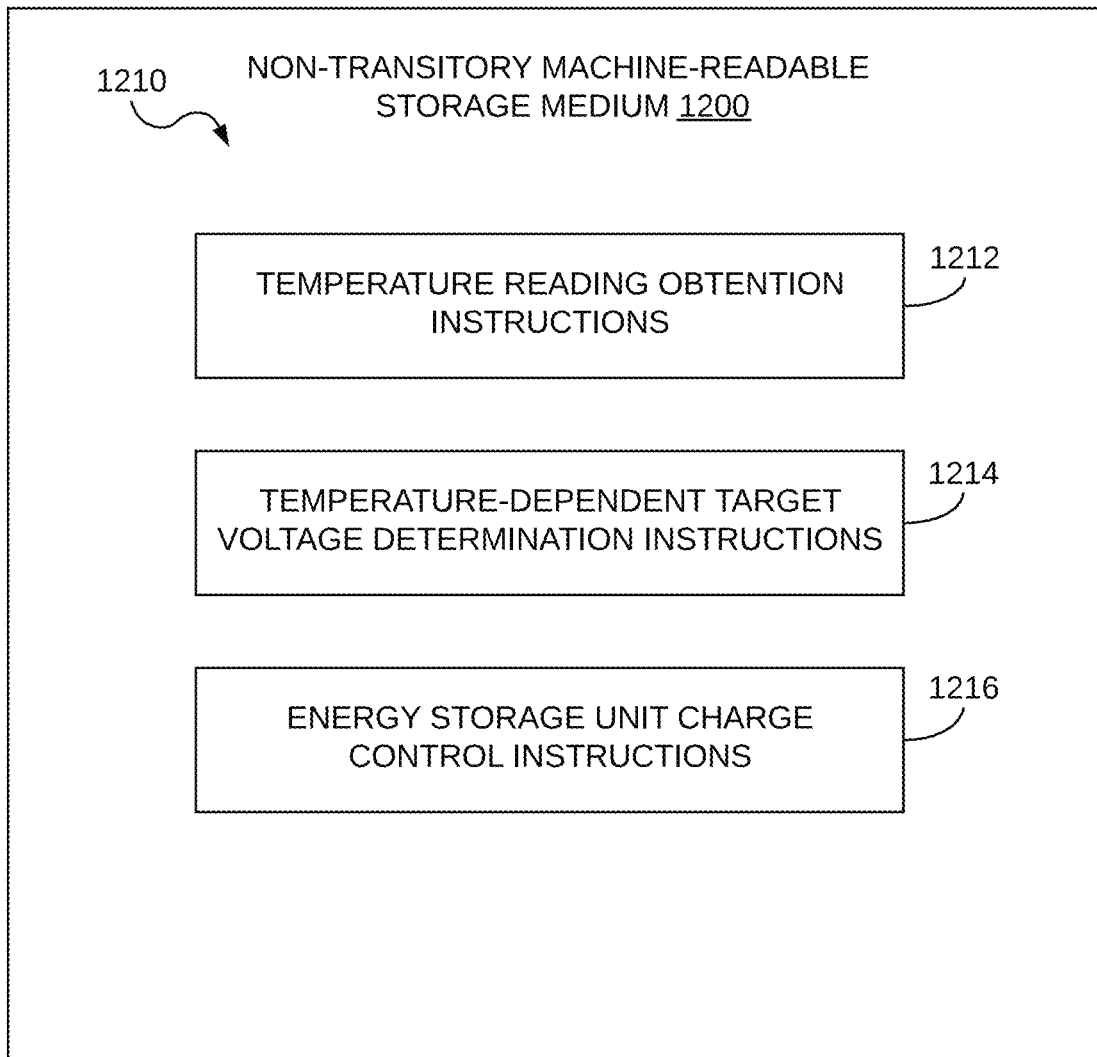 1210
NON-TRANSITORY MACHINE-READABLE
STORAGE MEDIUM 1200
1212
TEMPERATURE READING OBTENTION
INSTRUCTIONS
1214
TEMPERATURE-DEPENDENT TARGET
VOLTAGE DETERMINATION INSTRUCTIONS
1216
ENERGY STORAGE UNIT CHARGE
CONTROL INSTRUCTIONS